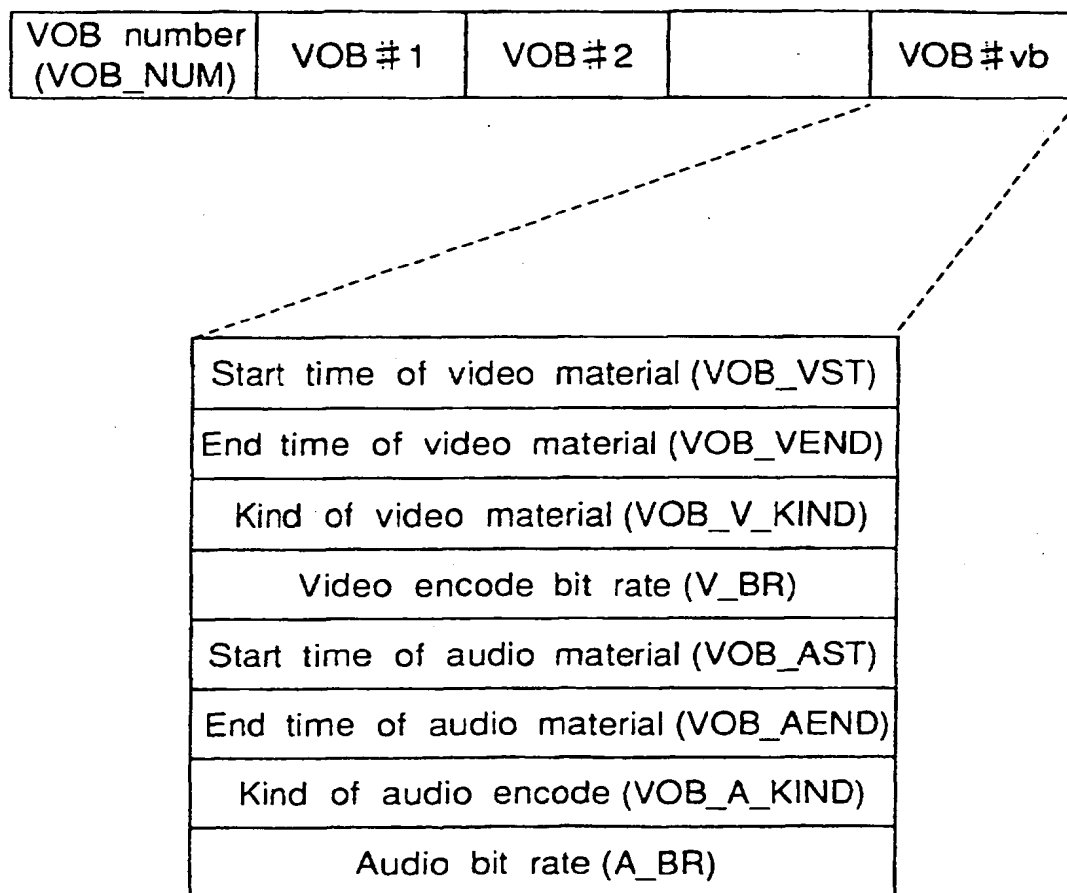 VOB number
(VOB_NUM)
VOB#1
VOB#2
VOB#vb
Start time of video material (VOB_VST)
End time of video material (VOB_VEND)
Kind of video material (VOB_V_KIND)
Video encode bit rate (V_BR)
Start time of audio material (VOB_AST)
End time of audio material (VOB_AEND)
Kind of audio encode (VOB_A_KIND)
Audio bit rate (A_BR)